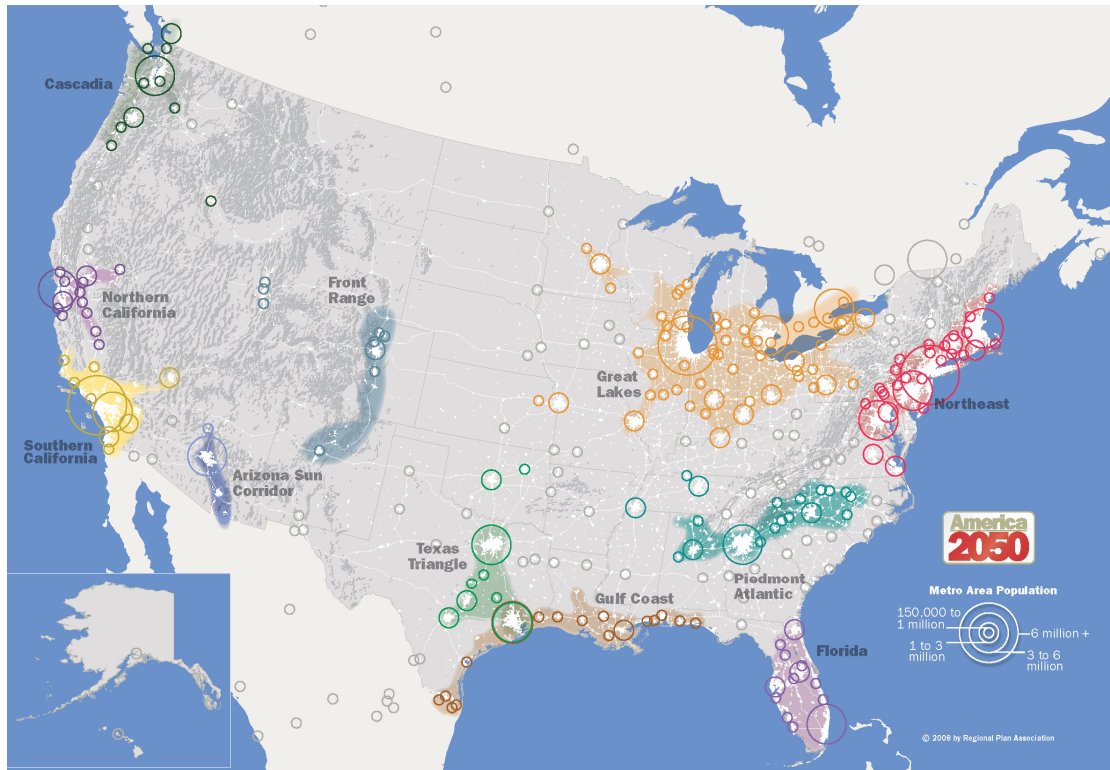 Cascadia
Northern
California
Southern
California
Arizona Sun
Corridor
Front
Range
Texas
Triangle
Great
Lakes
Gulf Coast
Piedmont
Atlantic
Florida
Northeast
America
2050
Metro Area Population
150,000 to
1 million
1 to 3
million
6 million +
3 to 6
million
© 2008 by Regional Plan Association